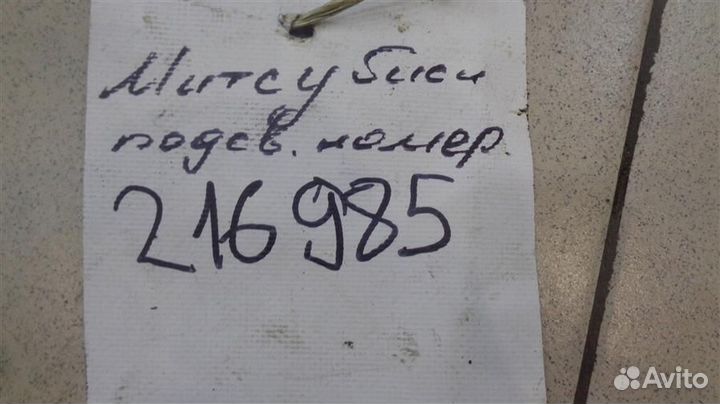 Митсубиси
подсв. номер.
216985
Avito